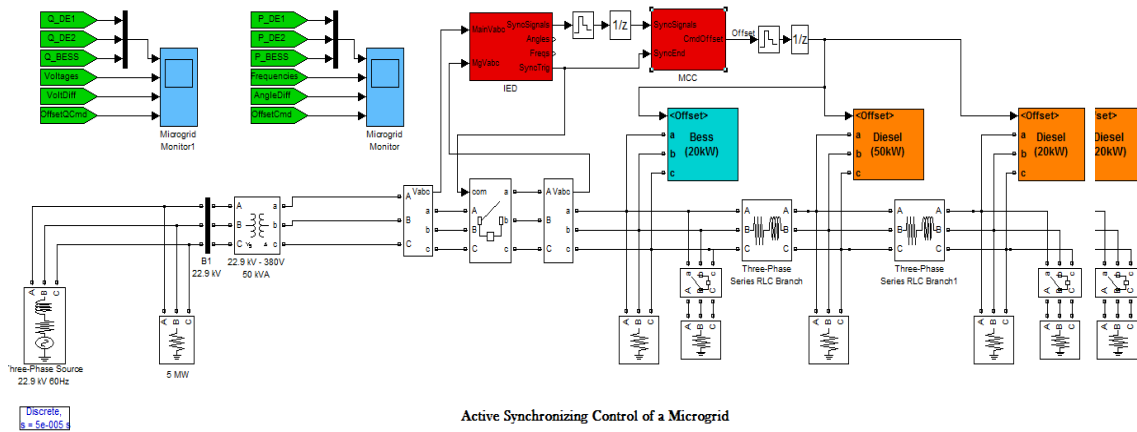 Q_DE1
Q_DE2
Q_BESS
Voltages
VoltDiff
OffsetQCmd
Microgrid
Monitor1
P_DE1
P_DE2
P_BESS
Frequencies
AngleDiff
OffsetCmd
Microgrid
Monitor
MainVabc
MgVabc
SyncSignals
Angles
Freqs
SyncTrig
IED
1/z
SyncSignals
CmdOffset
SyncEnd
MCC
Offset
1/z
<Offset>
a
b
c
Bess
(20kW)
<Offset>
a
b
c
Diesel
(50kW)
<Offset>
a
b
c
Diesel
(20kW)
/sf/>
Diesel
(20kW)
A
B
C
B1
22.9 kV
A
B
C
a
b
c
Yg
22.9 kV - 380V
50 kVA
A
B
C
Vabc
a
b
c
com
A
B
C
a
b
c
A
B
C
Vabc
a
b
c
A
B
C
A
B
C
Three-Phase
Series RLC Branch
A
B
C
A
B
C
Three-Phase
Series RLC Branch1
a b c
A B C
A B C
A B C
A B C
A B C
a b c
A B C
A B C
a b c
A B C
A B C
A B C
hree-Phase Source
22.9 kV 60Hz
A B C
5 MW
Discrete,
s = 5e-005 s
Active Synchronizing Control of a Microgrid